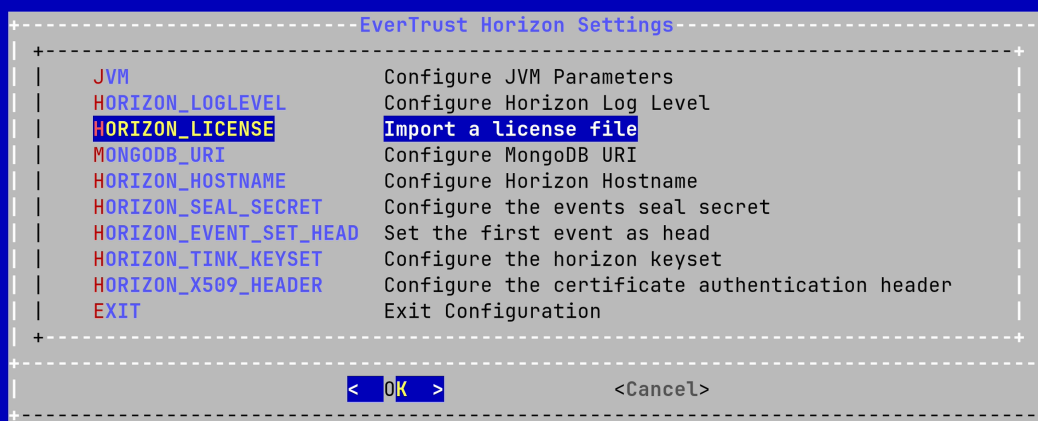 EverTrust Horizon Settings
JVM Configure JVM Parameters
HORIZON_LOGLEVEL Configure Horizon Log Level
HORIZON_LICENSE Import a license file
MONGODB_URI Configure MongoDB URI
HORIZON_HOSTNAME Configure Horizon Hostname
HORIZON_SEAL_SECRET Configure the events seal secret
HORIZON_EVENT_SET_HEAD Set the first event as head
HORIZON_TINK_KEYSET Configure the horizon keyset
HORIZON_X509_HEADER Configure the certificate authentication header
EXIT Exit Configuration
< OK > <Cancel>